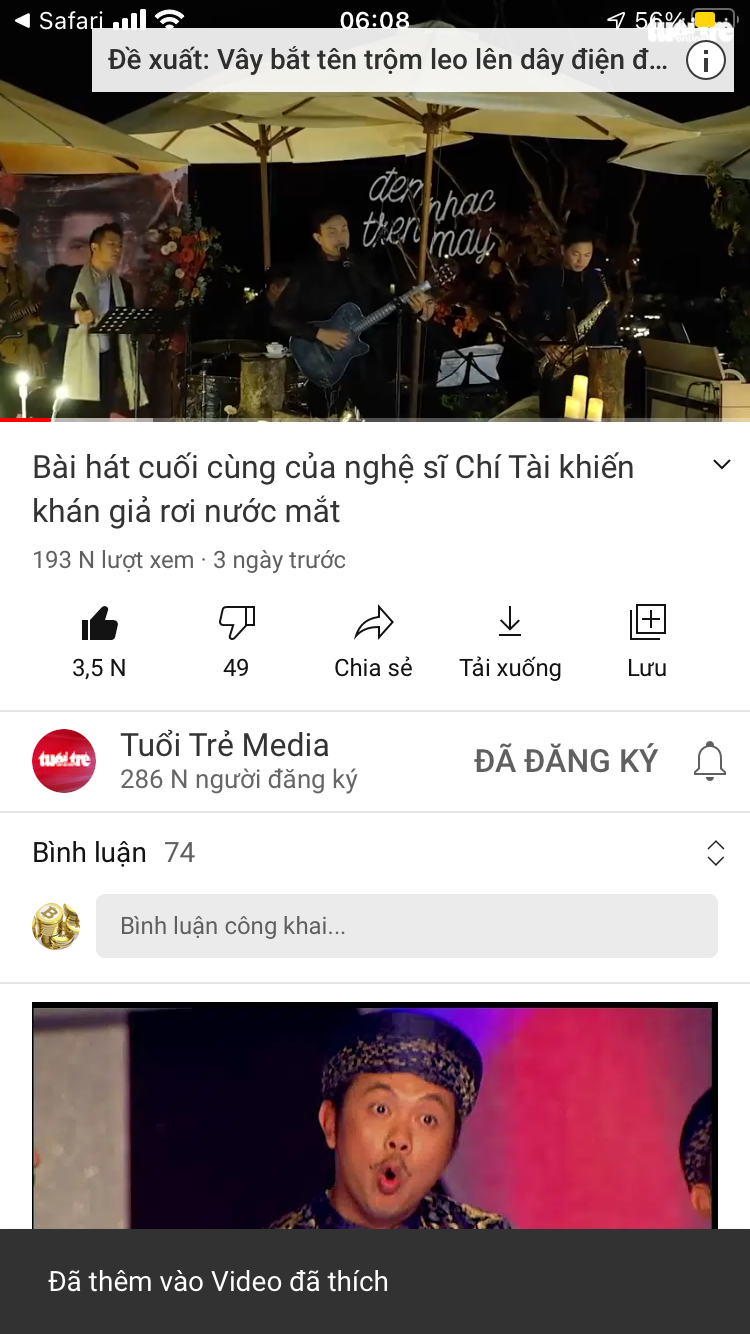 Safari
06:08
56%
Đề xuất: Vây bắt tên trộm leo lên dây điện đ...
tuổi trẻ
đêm nhạc
trên mây
Bài hát cuối cùng của nghệ sĩ Chí Tài khiến
khán giả rơi nước mắt
193 N lượt xem · 3 ngày trước
3,5 N
49
Chia sẻ
Tải xuống
Lưu
tuổi trẻ
Tuổi Trẻ Media
286 N người đăng ký
ĐÃ ĐĂNG KÝ
Bình luận 74
Bình luận công khai...
Đã thêm vào Video đã thích